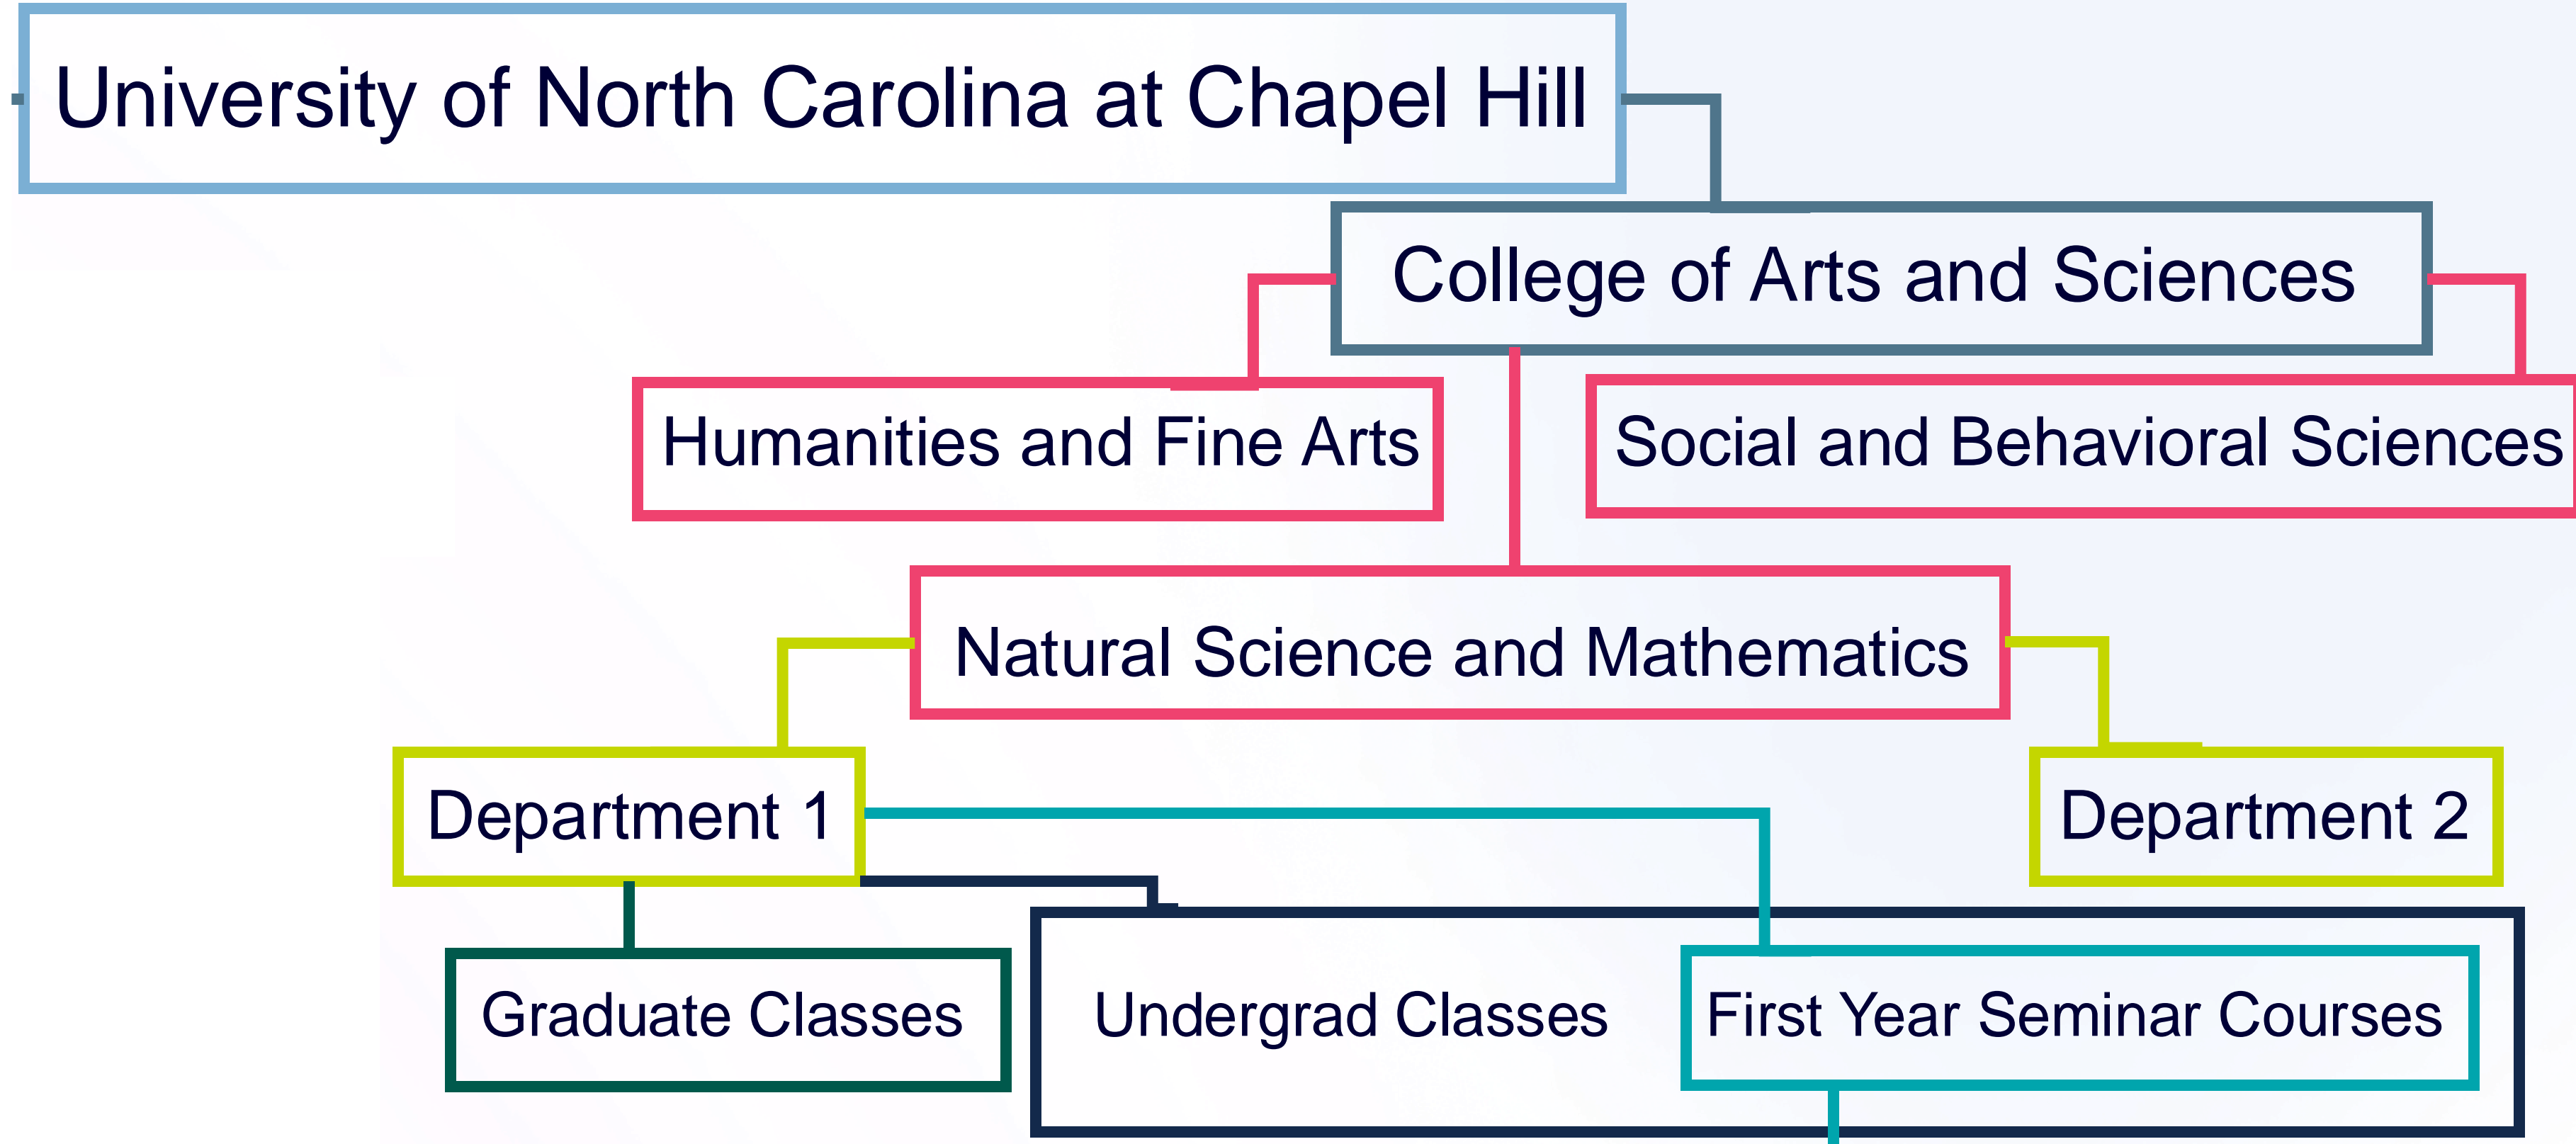 University of North Carolina at Chapel Hill
College of Arts and Sciences
Humanities and Fine Arts
Social and Behavioral Sciences
Natural Science and Mathematics
Department 1
Department 2
Graduate Classes
Undergrad Classes
First Year Seminar Courses